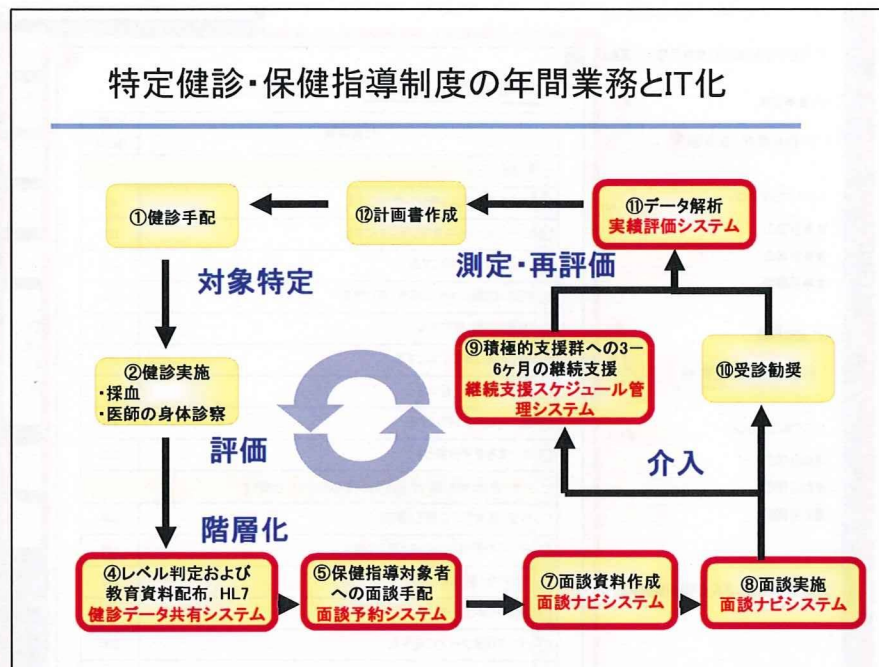 特定健診・保健指導制度の年間業務とIT化
①健診手配
⑫計画書作成
⑪データ解析
実績評価システム
対象特定
測定・再評価
②健診実施
・採血
・医師の身体診察
⑨積極的支援群への3－
6ヶ月の継続支援
継続支援スケジュール管
理システム
⑩受診勧奨
評価
介入
階層化
④レベル判定および
教育資料配布, HL7
健診データ共有システム
⑤保健指導対象者
への面談手配
面談予約システム
⑦面談資料作成
面談ナビシステム
⑧面談実施
面談ナビシステム